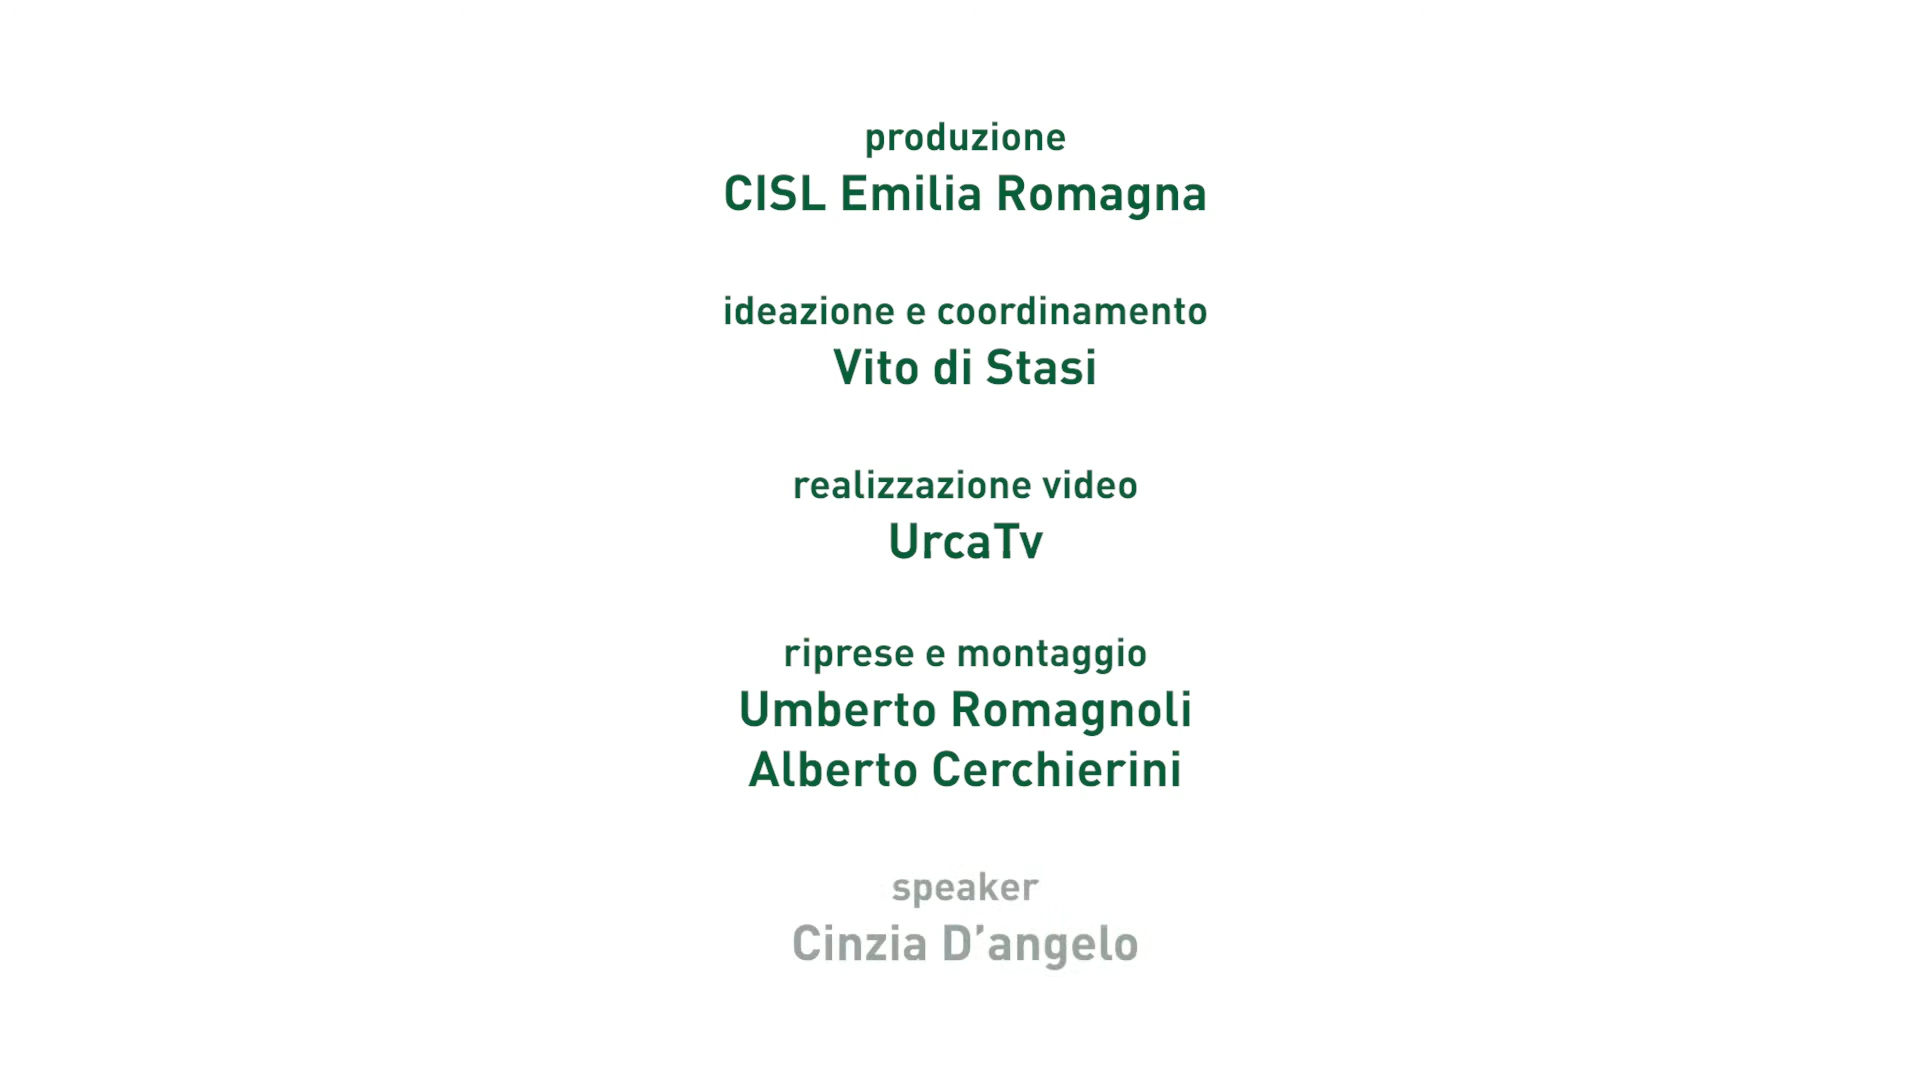 produzione
CISL Emilia Romagna
ideazione e coordinamento
Vito di Stasi
realizzazione video
UrcaTv
riprese e montaggio
Umberto Romagnoli
Alberto Cerchierini
speaker
Cinzia D’angelo